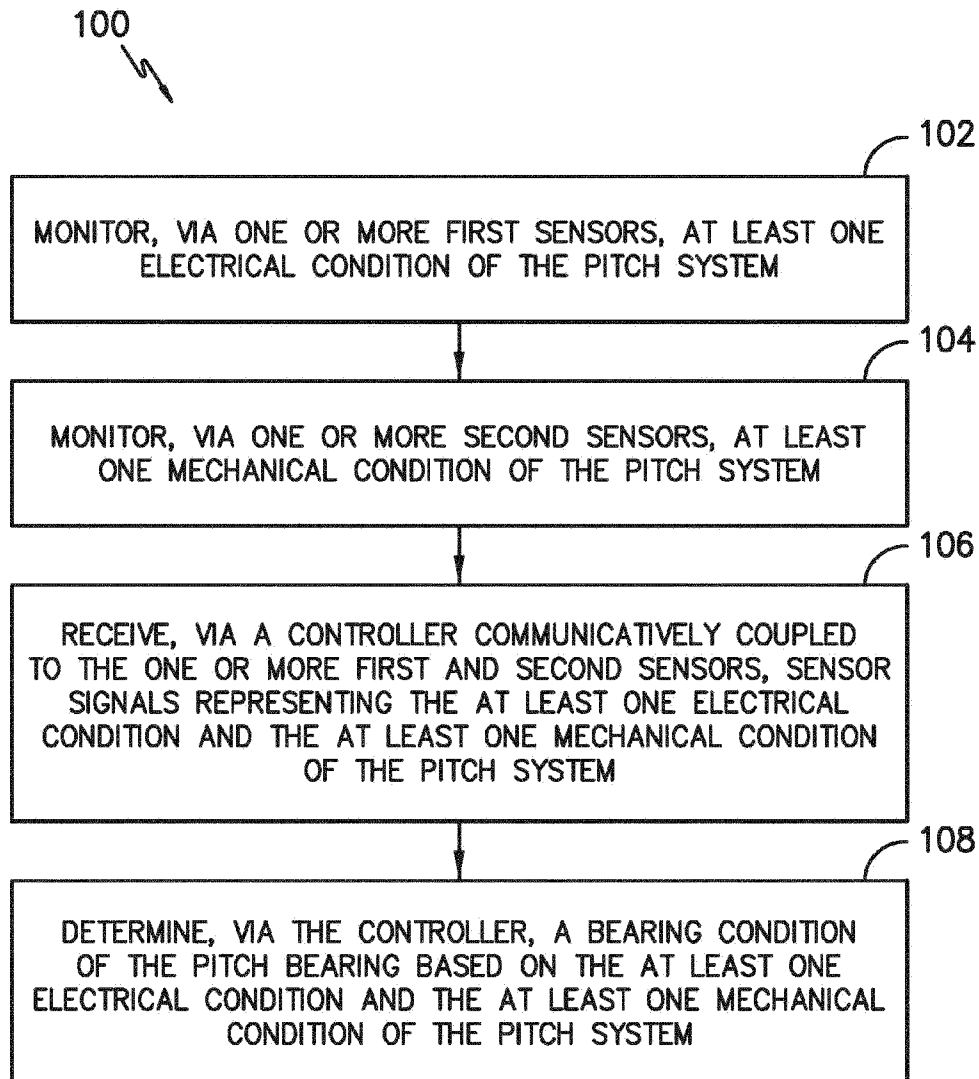 100
102
MONITOR, VIA ONE OR MORE FIRST SENSORS, AT LEAST ONE
ELECTRICAL CONDITION OF THE PITCH SYSTEM
104
MONITOR, VIA ONE OR MORE SECOND SENSORS, AT LEAST
ONE MECHANICAL CONDITION OF THE PITCH SYSTEM
106
RECEIVE, VIA A CONTROLLER COMMUNICATIVELY COUPLED
TO THE ONE OR MORE FIRST AND SECOND SENSORS, SENSOR
SIGNALS REPRESENTING THE AT LEAST ONE ELECTRICAL
CONDITION AND THE AT LEAST ONE MECHANICAL CONDITION
OF THE PITCH SYSTEM
108
DETERMINE, VIA THE CONTROLLER, A BEARING CONDITION
OF THE PITCH BEARING BASED ON THE AT LEAST ONE
ELECTRICAL CONDITION AND THE AT LEAST ONE MECHANICAL
CONDITION OF THE PITCH SYSTEM